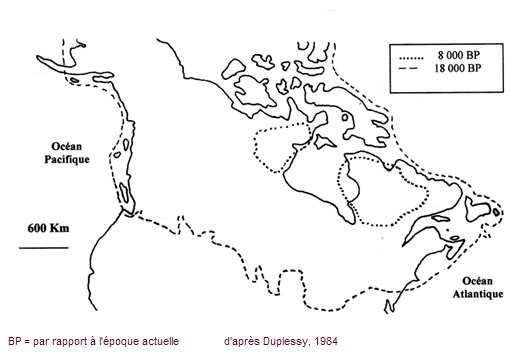 8 000 BP
18 000 BP
Océan
Pacifique
600 Km
Océan
Atlantique
BP = par rapport à l'époque actuelle
d'après Duplessy, 1984